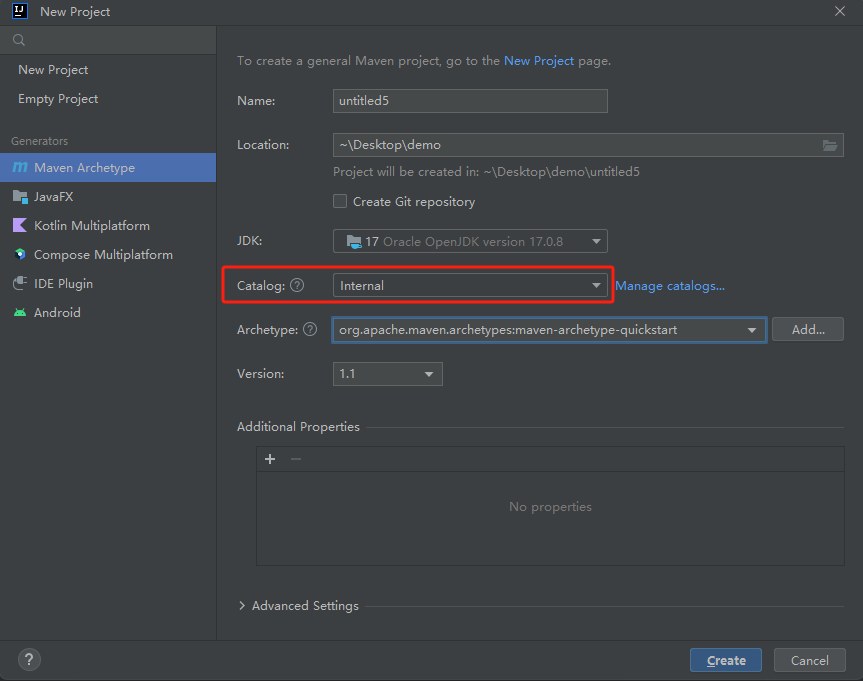 New Project
New Project
Empty Project
Generators
Maven Archetype
JavaFX
Kotlin Multiplatform
Compose Multiplatform
IDE Plugin
Android
To create a general Maven project, go to the New Project page.
Name: untitled5
Location: ~\Desktop\demo
Project will be created in: ~\Desktop\demo\untitled5
Create Git repository
JDK: 17 Oracle OpenJDK version 17.0.8
Catalog: ? Internal Manage catalogs...
Archetype: ? org.apache.maven.archetypes:maven-archetype-quickstart Add...
Version: 1.1
Additional Properties
No properties
Advanced Settings
? Create Cancel